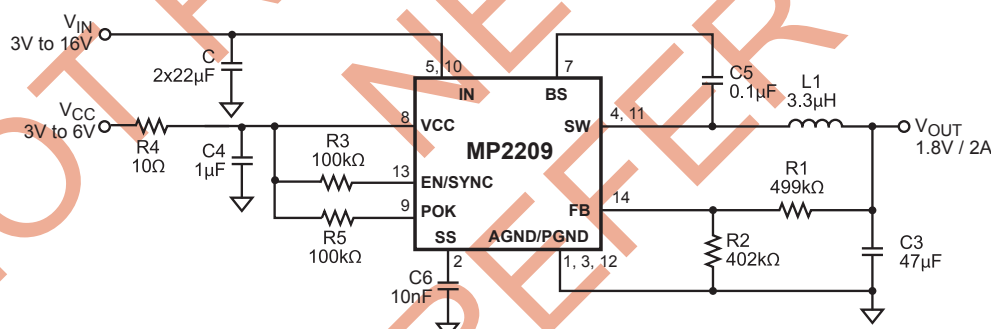 VIN
3V to 16V
C
2x22µF
5, 10
IN
7
BS
C5
0.1µF
L1
3.3µH
VCC
3V to 6V
R4
10Ω
C4
1µF
R3
100kΩ
R5
100kΩ
8
VCC
13
EN/SYNC
9
POK
SS
2
C6
10nF
MP2209
4, 11
SW
14
FB
AGND/PGND
1, 3, 12
R1
499kΩ
R2
402kΩ
C3
47µF
VOUT
1.8V / 2A